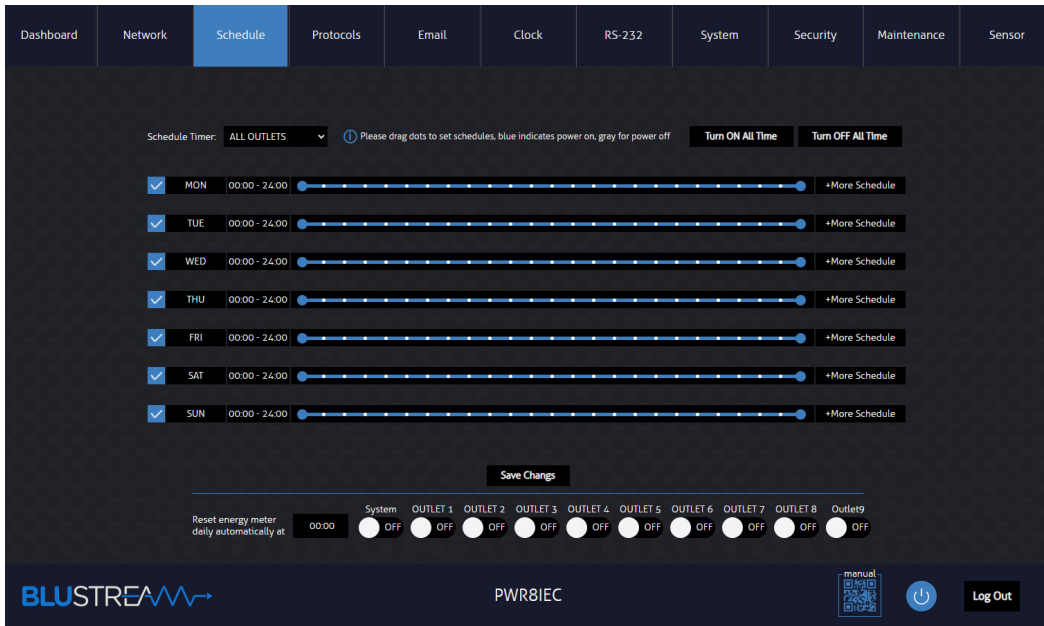 Dashboard Network Schedule Protocols Email Clock RS-232 System Security Maintenance Sensor
Schedule Timer: ALL OUTLETS Please drag dots to set schedules, blue indicates power on, gray for power off Turn ON All Time Turn OFF All Time
MON 00:00 - 24:00 +More Schedule
TUE 00:00 - 24:00 +More Schedule
WED 00:00 - 24:00 +More Schedule
THU 00:00 - 24:00 +More Schedule
FRI 00:00 - 24:00 +More Schedule
SAT 00:00 - 24:00 +More Schedule
SUN 00:00 - 24:00 +More Schedule
Save Changs
System OUTLET 1 OUTLET 2 OUTLET 3 OUTLET 4 OUTLET 5 OUTLET 6 OUTLET 7 OUTLET 8 Outlet9
Reset energy meter
daily automatically at
00:00 OFF OFF OFF OFF OFF OFF OFF OFF OFF OFF
manual
BLUSTREAM PWR8IEC Log Out